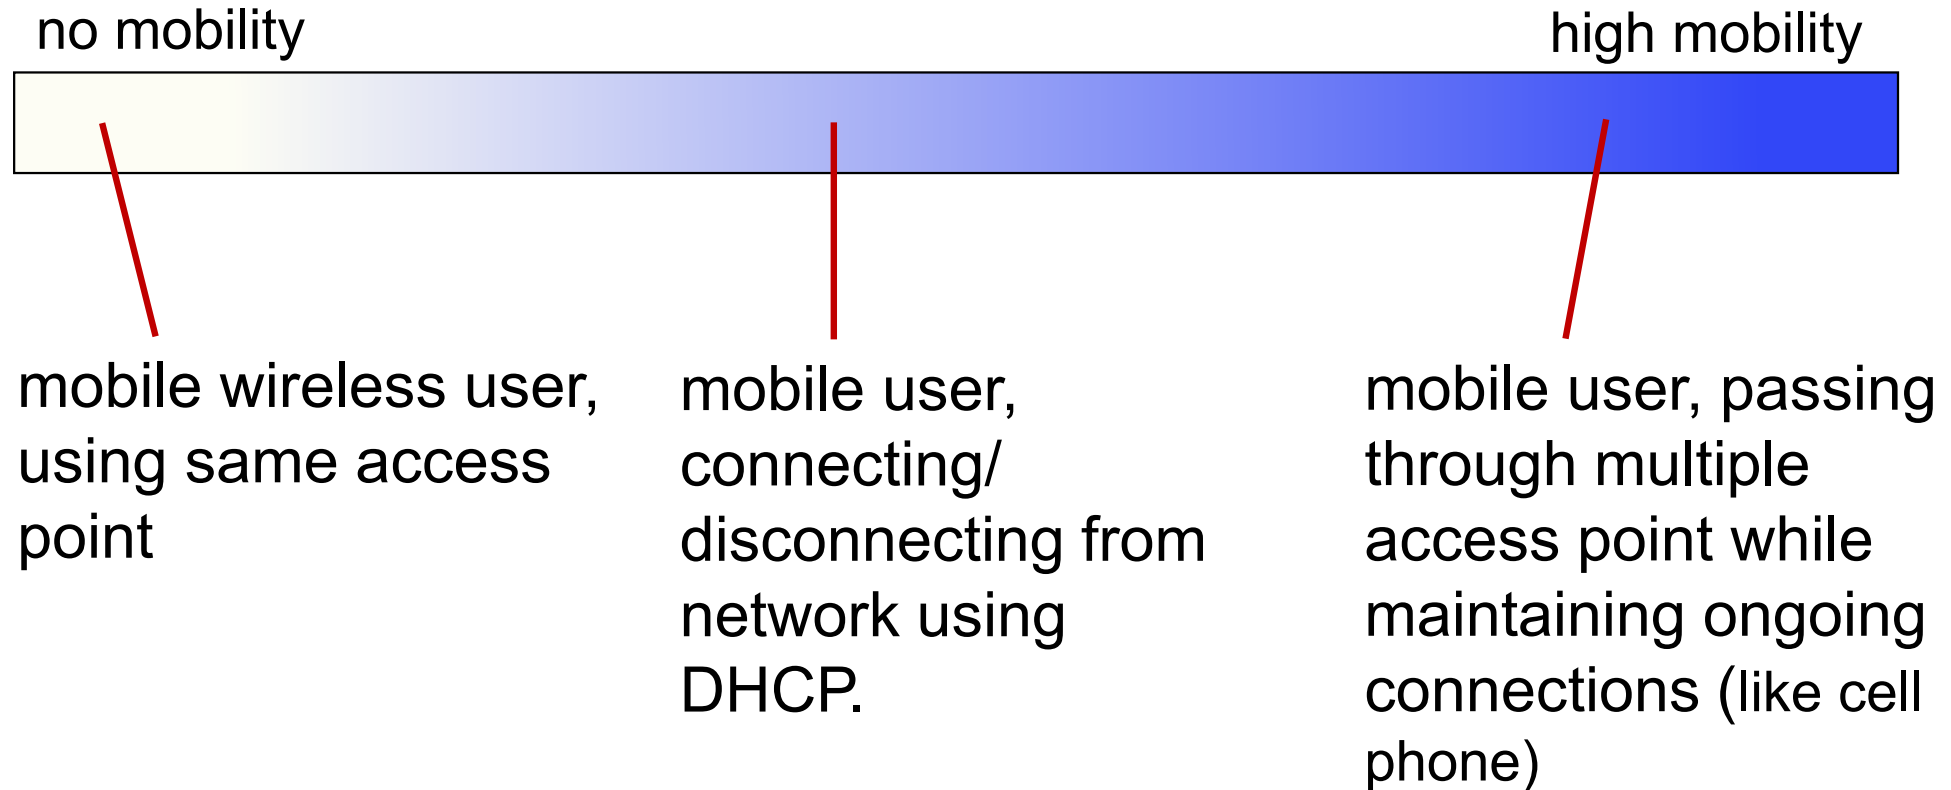 no mobility
high mobility
mobile wireless user,
using same access
point
mobile user,
connecting/
disconnecting from
network using
DHCP.
mobile user, passing
through multiple
access point while
maintaining ongoing
connections (like cell
phone)